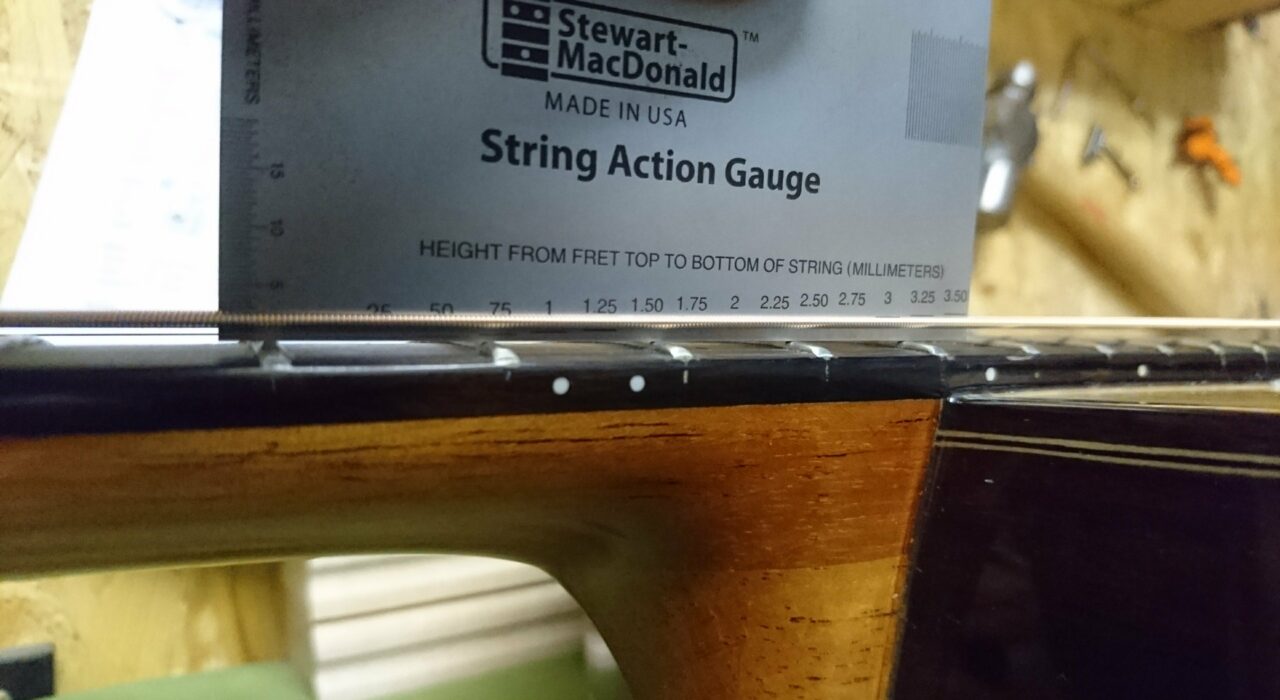 MILLIMETERS
Stewart-
MacDonald™
MADE IN USA
String Action Gauge
15
10
5
HEIGHT FROM FRET TOP TO BOTTOM OF STRING (MILLIMETERS)
25 50 75 1 1.25 1.50 1.75 2 2.25 2.50 2.75 3 3.25 3.50